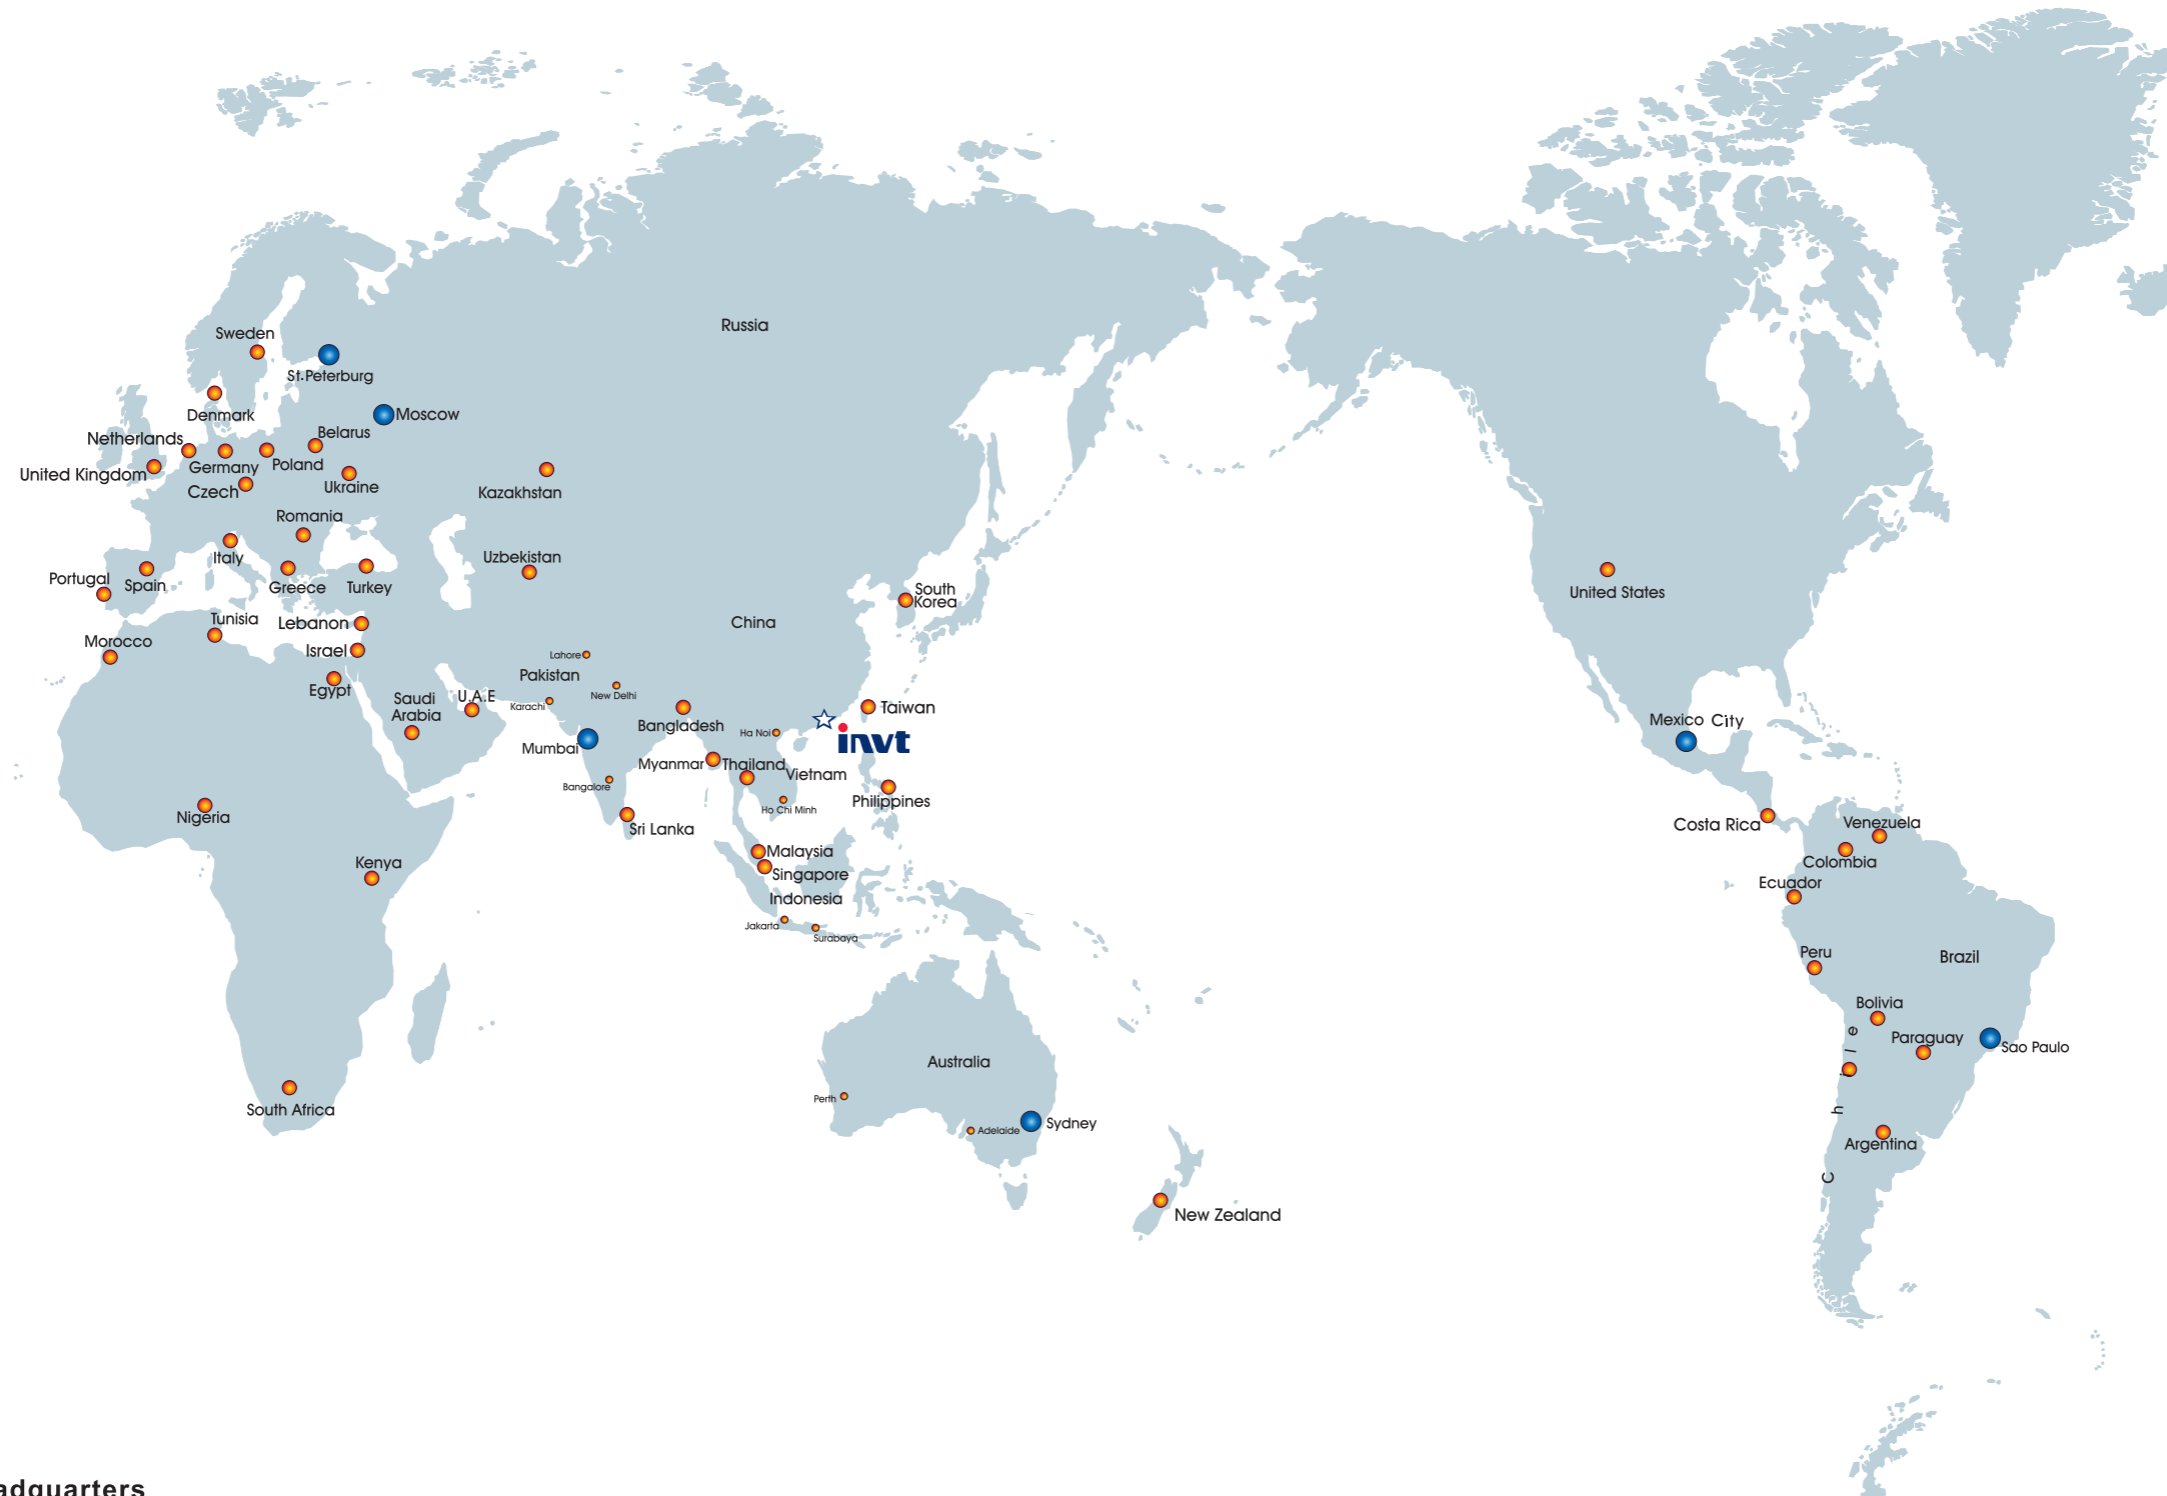 Sweden
Russia
St.Peterburg
Denmark
Moscow
Belarus
Netherlands
Germany
Poland
United Kingdom
Czech
Ukraine
Kazakhstan
Romania
Italy
Uzbekistan
Portugal
Spain
Greece
Turkey
South
Korea
United States
Tunisia
Lebanon
China
Morocco
Israel
Lahore
Pakistan
Egypt
New Delhi
Saudi
Arabia
U.A.E
Karachi
Bangladesh
Taiwan
Mexico City
Ha Noi
invt
Mumbai
Myanmar
Thailand
Vietnam
Bangalore
Philippines
Ho Chi Minh
Nigeria
Sri Lanka
Costa Rica
Venezuela
Malaysia
Colombia
Kenya
Singapore
Ecuador
Indonesia
Jakarta
Surabaya
Peru
Brazil
Bolivia
Chile
Paraguay
Sao Paulo
Australia
Perth
South Africa
Adelaide
Sydney
Argentina
New Zealand
adquarters